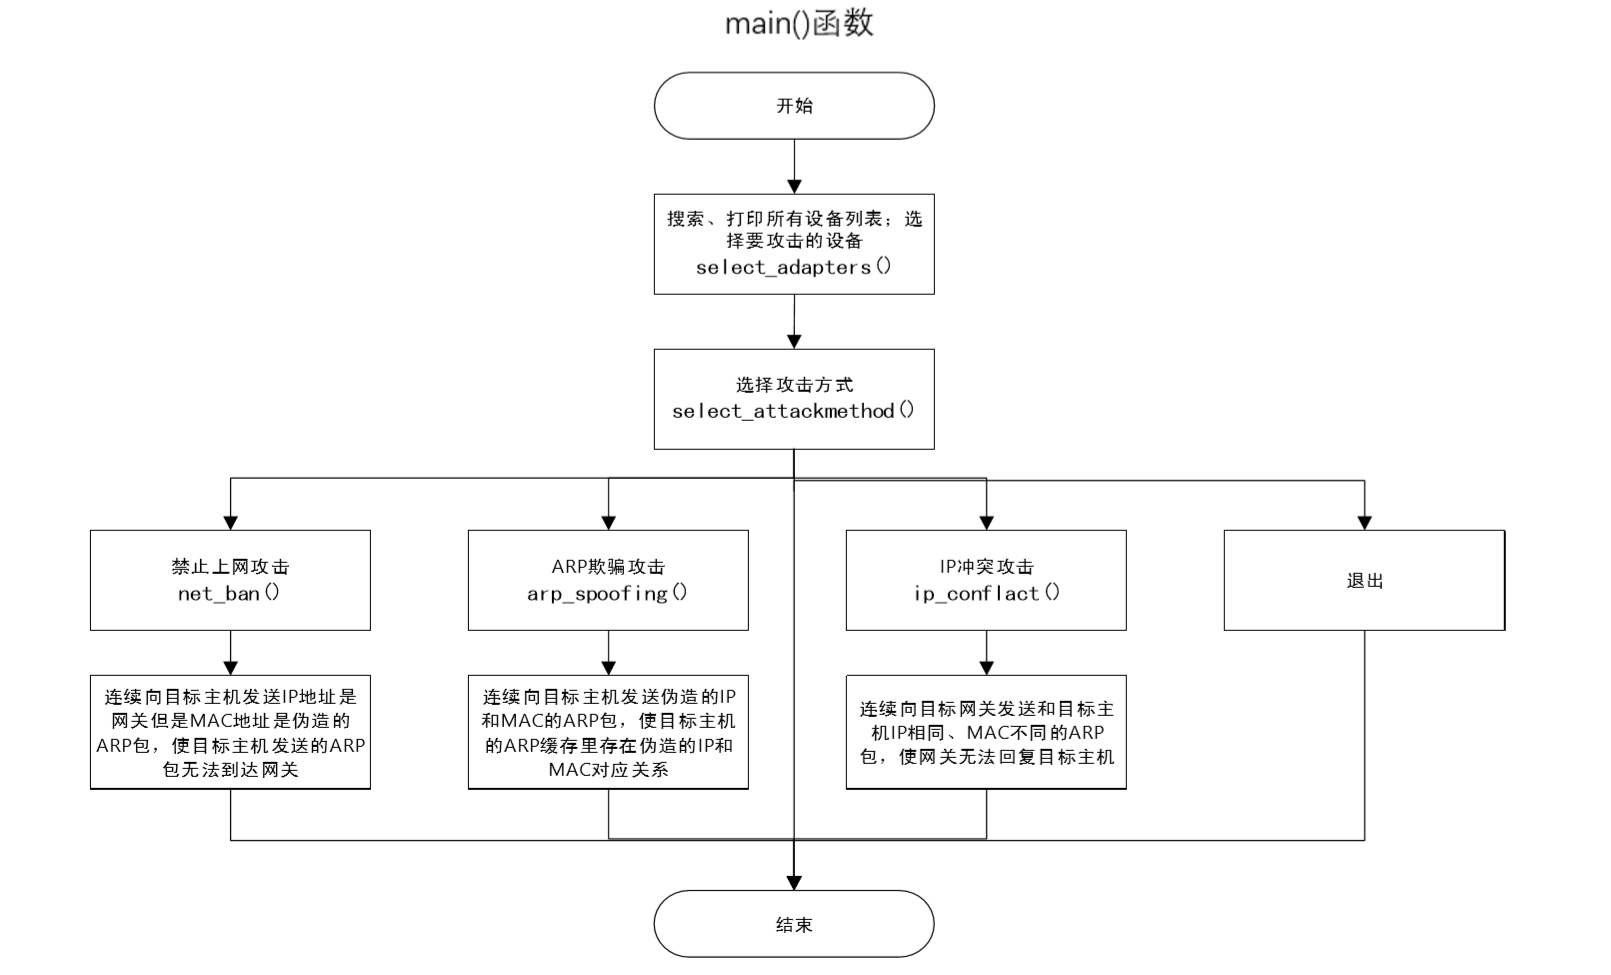 main()函数
开始
搜索、打印所有设备列表；选
择要攻击的设备
select_adapters()
选择攻击方式
select_attackmethod()
禁止上网攻击
net_ban()
ARP欺骗攻击
arp_spoofing()
IP冲突攻击
ip_conflact()
退出
连续向目标主机发送IP地址是
网关但是MAC地址是伪造的
ARP包，使目标主机发送的ARP
包无法到达网关
连续向目标主机发送伪造的IP
和MAC的ARP包，使目标主机
的ARP缓存里存在伪造的IP和
MAC对应关系
连续向目标网关发送和目标主
机IP相同、MAC不同的ARP
包，使网关无法回复目标主机
结束